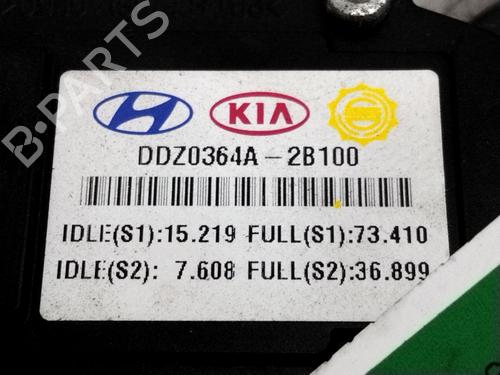 KIA
DDZ0364A-2B100
IDLE(S1):15.219 FULL(S1):73.410
IDLE(S2): 7.608 FULL(S2):36.899
B-PARTS